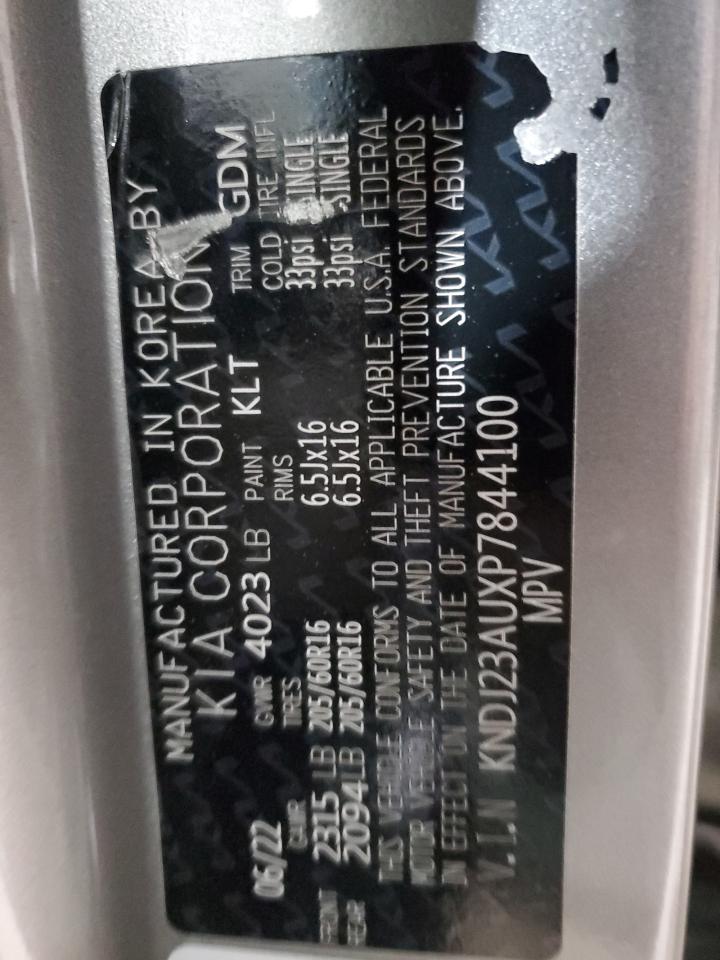 MANUFACTURED IN KOREA BY
KIA CORPORATION
06/22 GWR 4023 LB PAINT KLT TRIM GDM
GAWR TIRES RIMS COLD TIRE INFL
FRONT 2315 LB 205/60R16 6.5Jx16 33psi SINGLE
REAR 2094 LB 205/60R16 6.5Jx16 33psi SINGLE
THIS VEHICLE CONFORMS TO ALL APPLICABLE U.S.A. FEDERAL
MOTOR VEHICLE SAFETY AND THEFT PREVENTION STANDARDS
IN EFFECT ON THE DATE OF MANUFACTURE SHOWN ABOVE.
V.I.N KNDJ23AUXP7844100
MPV